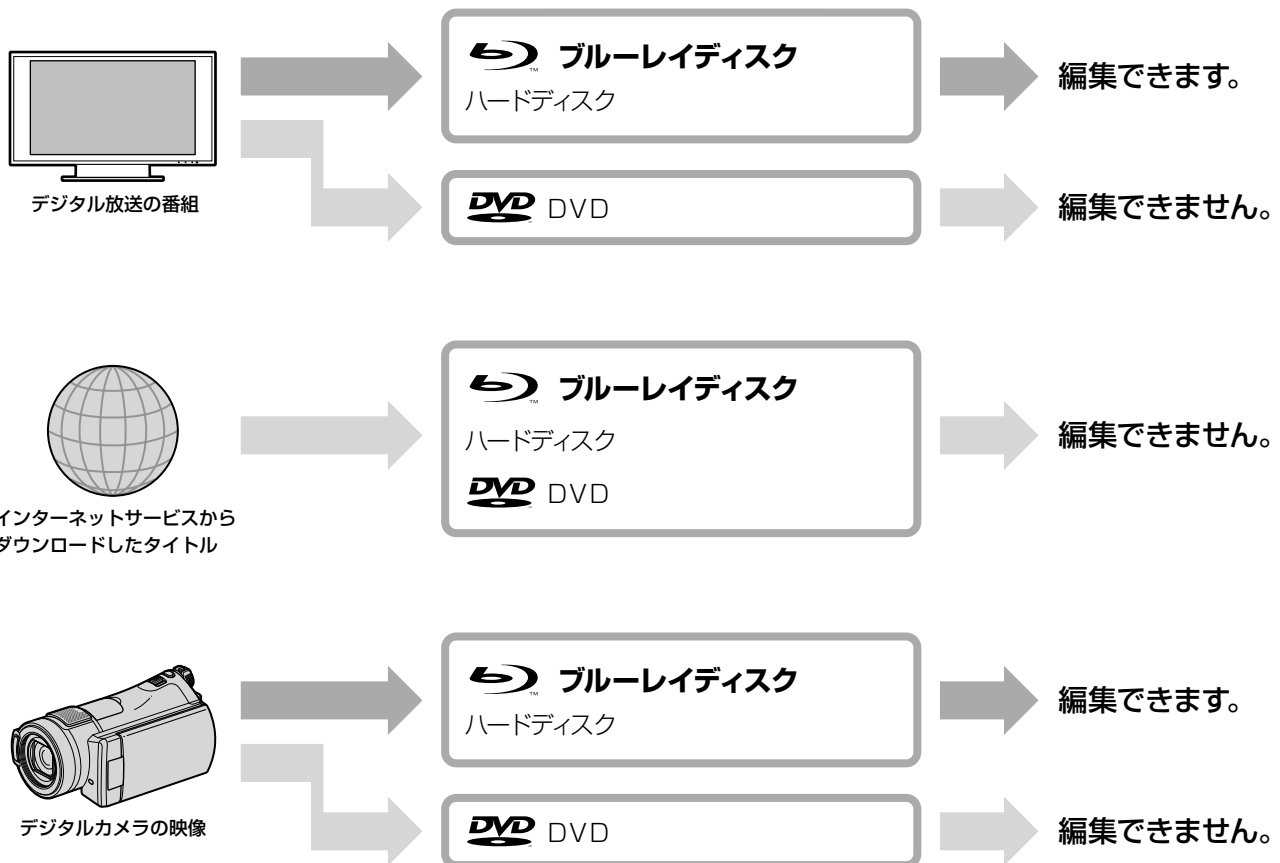 ブルーレイディスク
ハードディスク
編集できます。
デジタル放送の番組
DVD DVD
編集できません。
ブルーレイディスク
ハードディスク
DVD DVD
編集できません。
インターネットサービスから
ダウンロードしたタイトル
ブルーレイディスク
ハードディスク
編集できます。
デジタルカメラの映像
DVD DVD
編集できません。